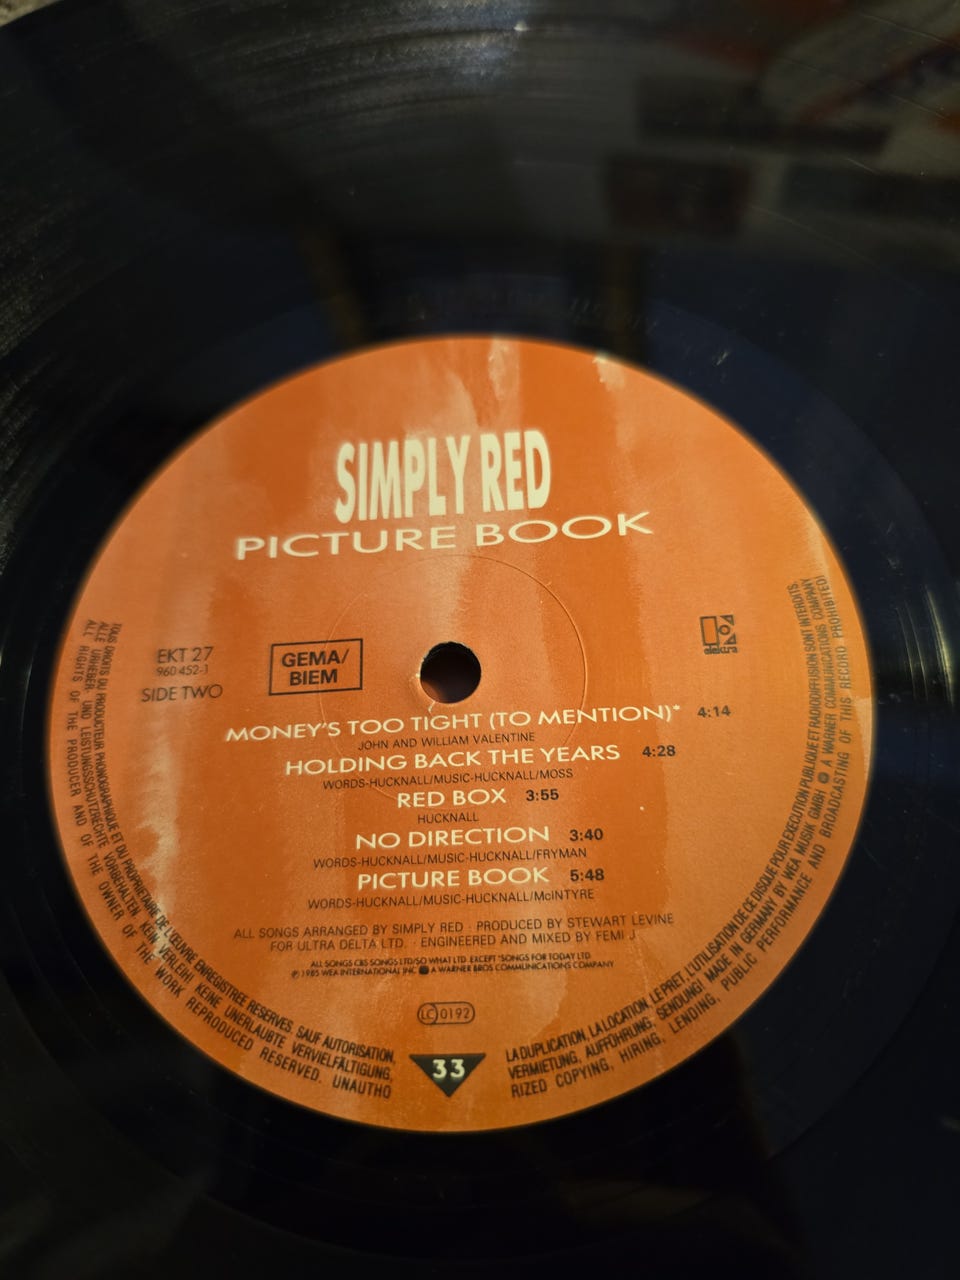 SIMPLY RED
PICTURE BOOK
EKT 27
960 452-1
SIDE TWO
GEMA/
BIEM
elektra
MONEY'S TOO TIGHT (TO MENTION)* 4:14
JOHN AND WILLIAM VALENTINE
HOLDING BACK THE YEARS 4:28
WORDS-HUCKNALL/MUSIC-HUCKNALL/MOSS
RED BOX 3:55
HUCKNALL
NO DIRECTION 3:40
WORDS-HUCKNALL/MUSIC-HUCKNALL/FRYMAN
PICTURE BOOK 5:48
WORDS-HUCKNALL/MUSIC-HUCKNALL/McINTYRE
ALL SONGS ARRANGED BY SIMPLY RED · PRODUCED BY STEWART LEVINE
FOR ULTRA DELTA LTD. · ENGINEERED AND MIXED BY FEMI J
ALL SONGS CBS SONGS LTD/SO WHAT LTD. EXCEPT *SONGS FOR TODAY LTD.
℗ 1985 WEA INTERNATIONAL INC. A WARNER BROS COMMUNICATIONS COMPANY
LC 0192
33
TOUS DROITS DU PRODUCTEUR PHONOGRAPHIQUE ET DU PROPRIETAIRE DE L'ŒUVRE ENREGISTREE RESERVES. SAUF AUTORISATION, LA DUPLICATION, LA LOCATION, LE PRET, L'UTILISATION DE CE DISQUE POUR EXECUTION PUBLIQUE ET RADIODIFFUSION SONT INTERDITS.
ALLE URHEBER- UND LEISTUNGSSCHUTZRECHTE VORBEHALTEN. KEIN VERLEIH! KEINE UNERLAUBTE VERVIELFÄLTIGUNG, VERMIETUNG, AUFFÜHRUNG, SENDUNG! MADE IN GERMANY BY WEA MUSIK GMBH A WARNER COMMUNICATIONS COMPANY
ALL RIGHTS OF THE PRODUCER AND OF THE OWNER OF THE WORK REPRODUCED RESERVED. UNAUTHORIZED COPYING, HIRING, LENDING, PUBLIC PERFORMANCE AND BROADCASTING OF THIS RECORD PROHIBITED!